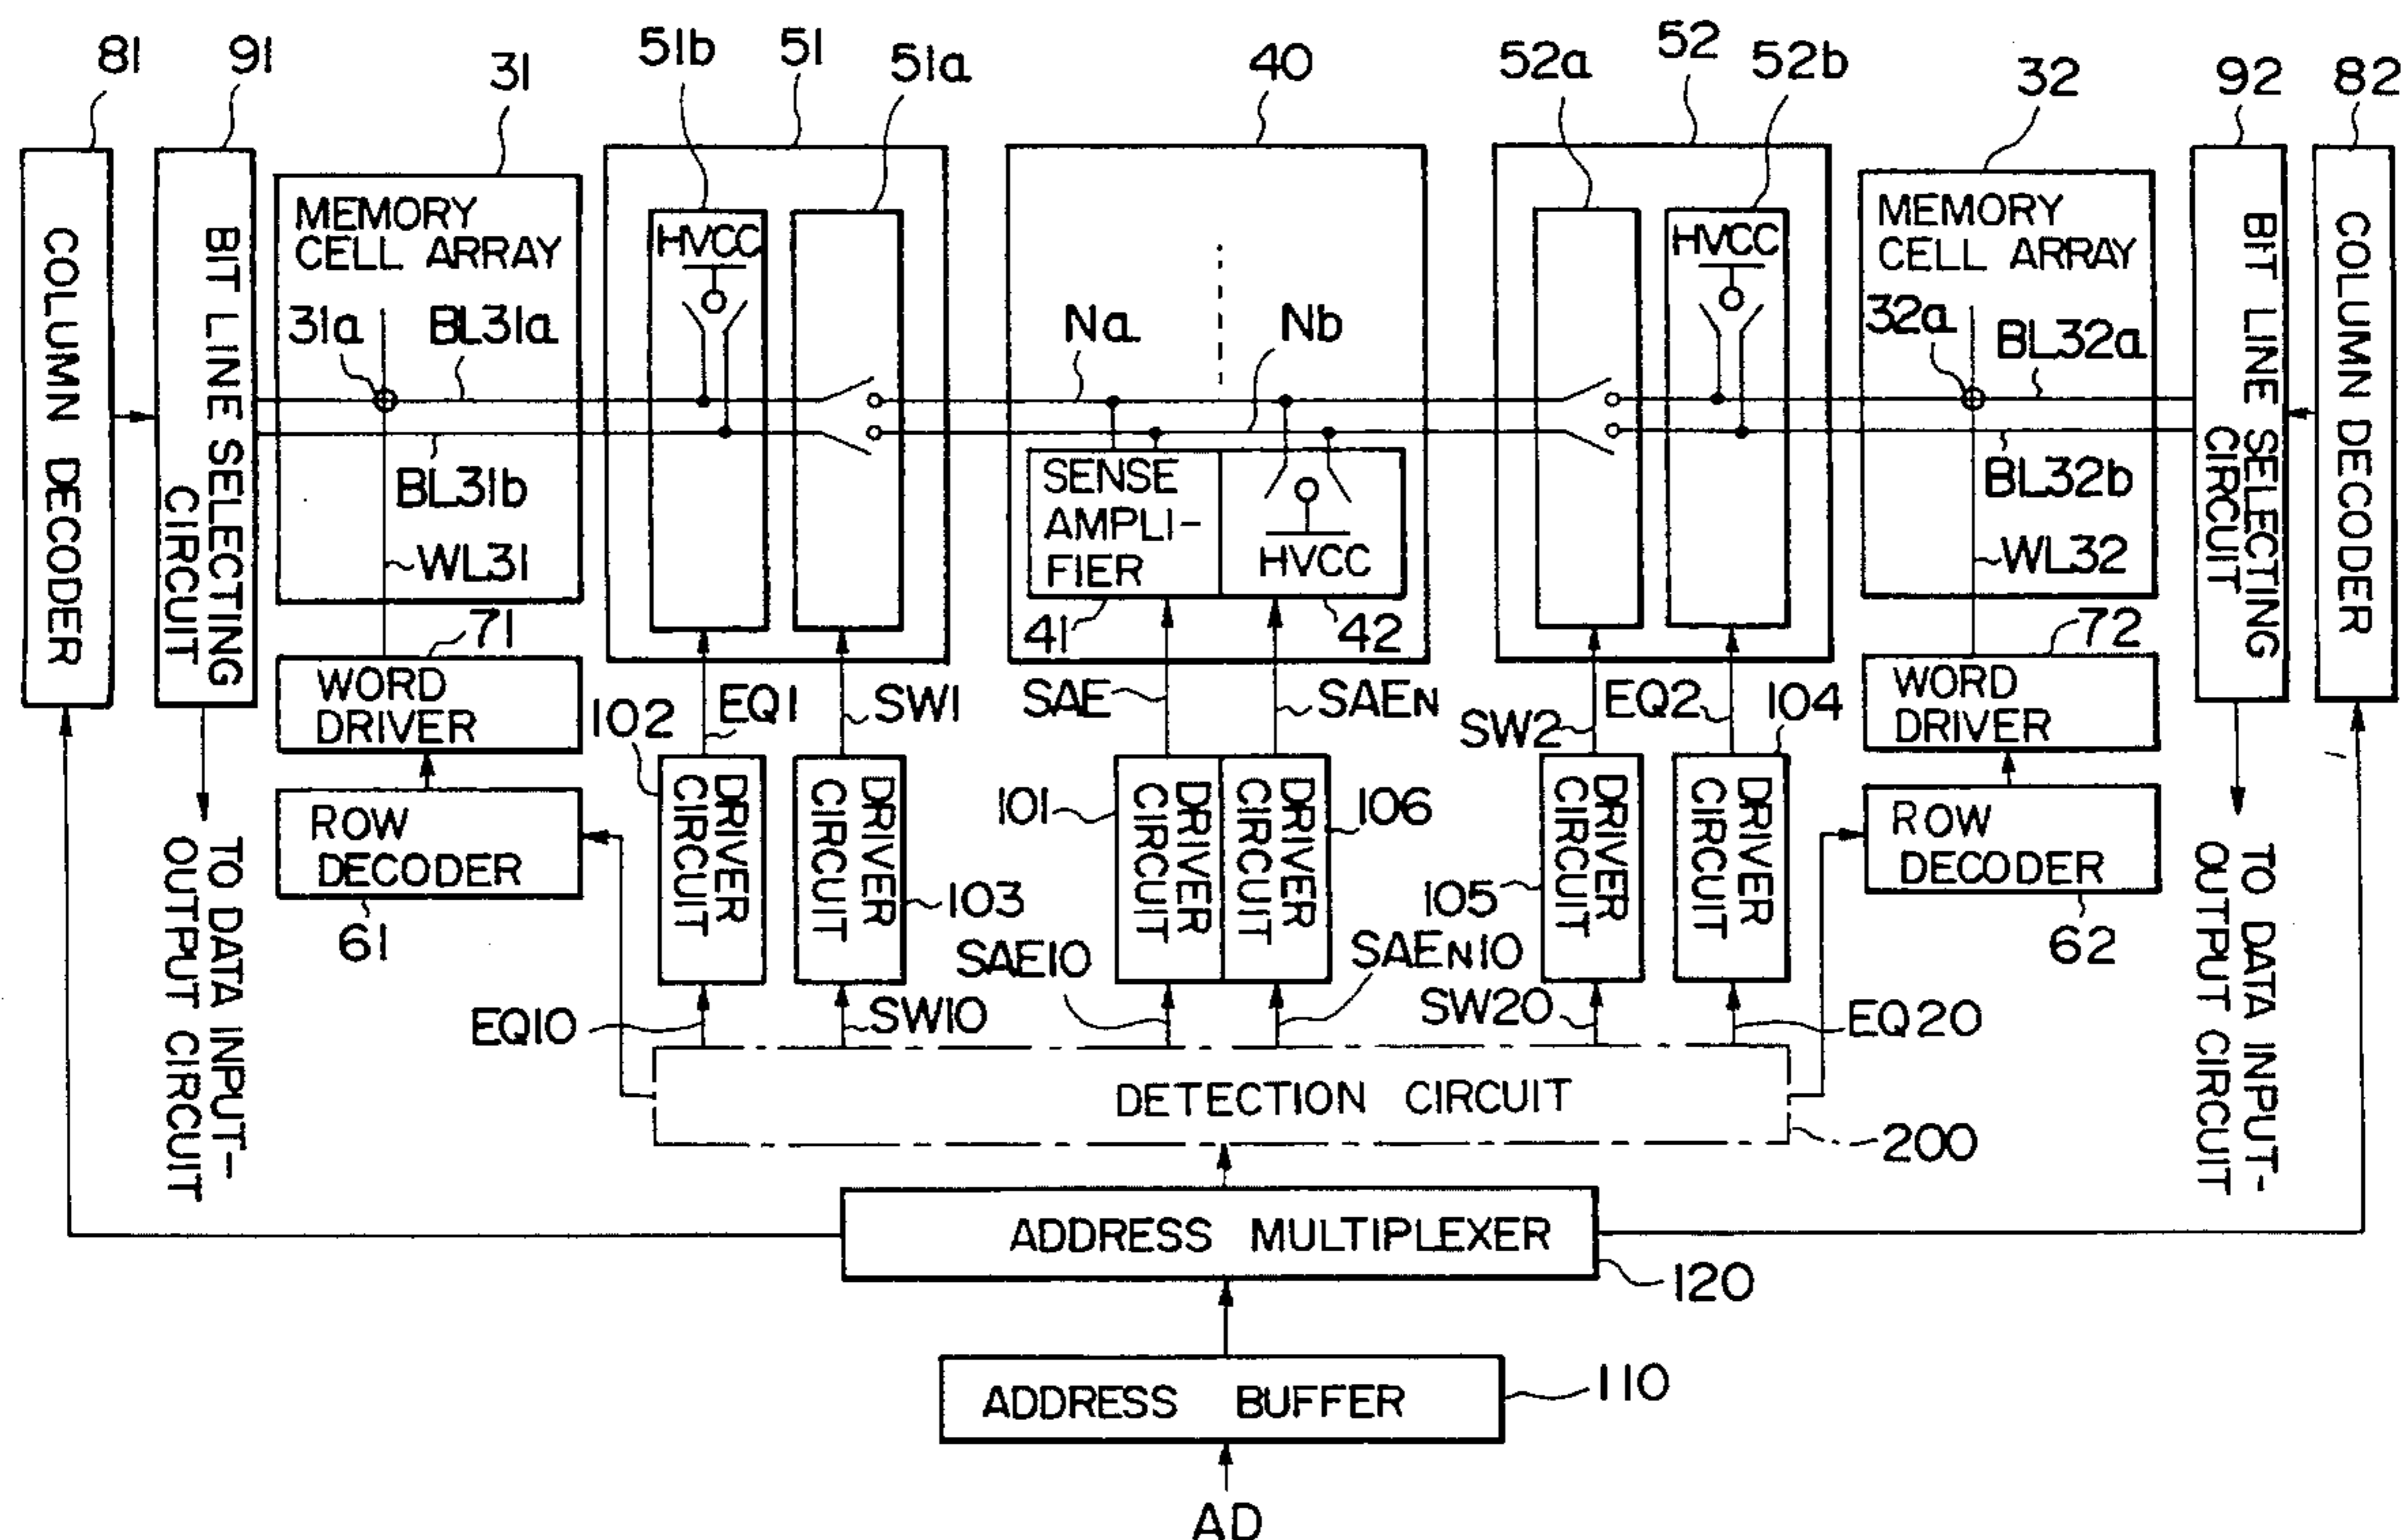 81
91
31
51b
51
51a
40
52a
52
52b
32
92
82
COLUMN DECODER
BIT LINE SELECTING
CIRCUIT
MEMORY
CELL ARRAY
31a
BL31a
BL31b
WL31
HVCC
Na
Nb
SENSE
AMPLI-
FIER
HVCC
41
42
HVCC
MEMORY
CELL ARRAY
32a
BL32a
BL32b
WL32
BIT LINE SELECTING
CIRCUIT
COLUMN DECODER
71
WORD
DRIVER
102
EQ1
SW1
SAE
SAEN
SW2
EQ2
104
72
WORD
DRIVER
ROW
DECODER
61
DRIVER
CIRCUIT
DRIVER
CIRCUIT
103
101
DRIVER
CIRCUIT
DRIVER
CIRCUIT
106
105
DRIVER
CIRCUIT
DRIVER
CIRCUIT
ROW
DECODER
62
TO DATA INPUT-
OUTPUT CIRCUIT
EQ10
SW10
SAE10
SAEN10
SW20
EQ20
TO DATA INPUT-
OUTPUT CIRCUIT
DETECTION CIRCUIT
200
ADDRESS MULTIPLEXER
120
ADDRESS BUFFER
110
AD